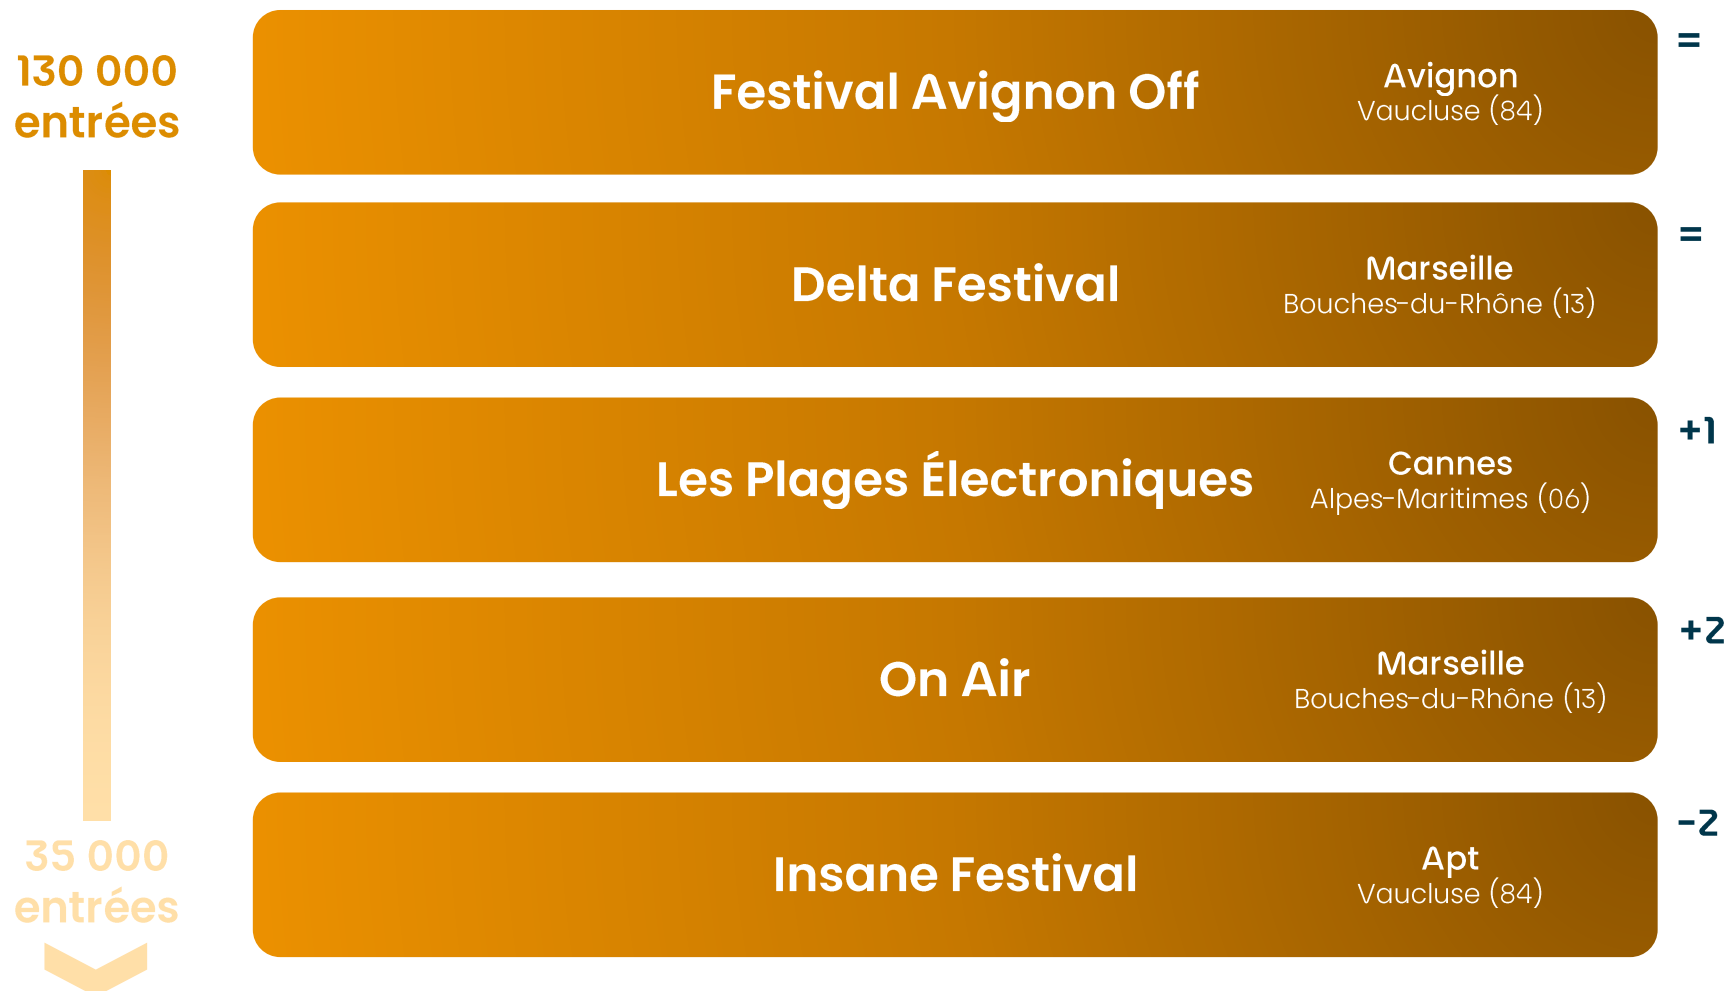 130 000
entrées
Festival Avignon Off
Avignon
Vaucluse (84)
=
Delta Festival
Marseille
Bouches-du-Rhône (13)
=
Les Plages Électroniques
Cannes
Alpes-Maritimes (06)
+1
On Air
Marseille
Bouches-du-Rhône (13)
+2
Insane Festival
Apt
Vaucluse (84)
-2
35 000
entrées